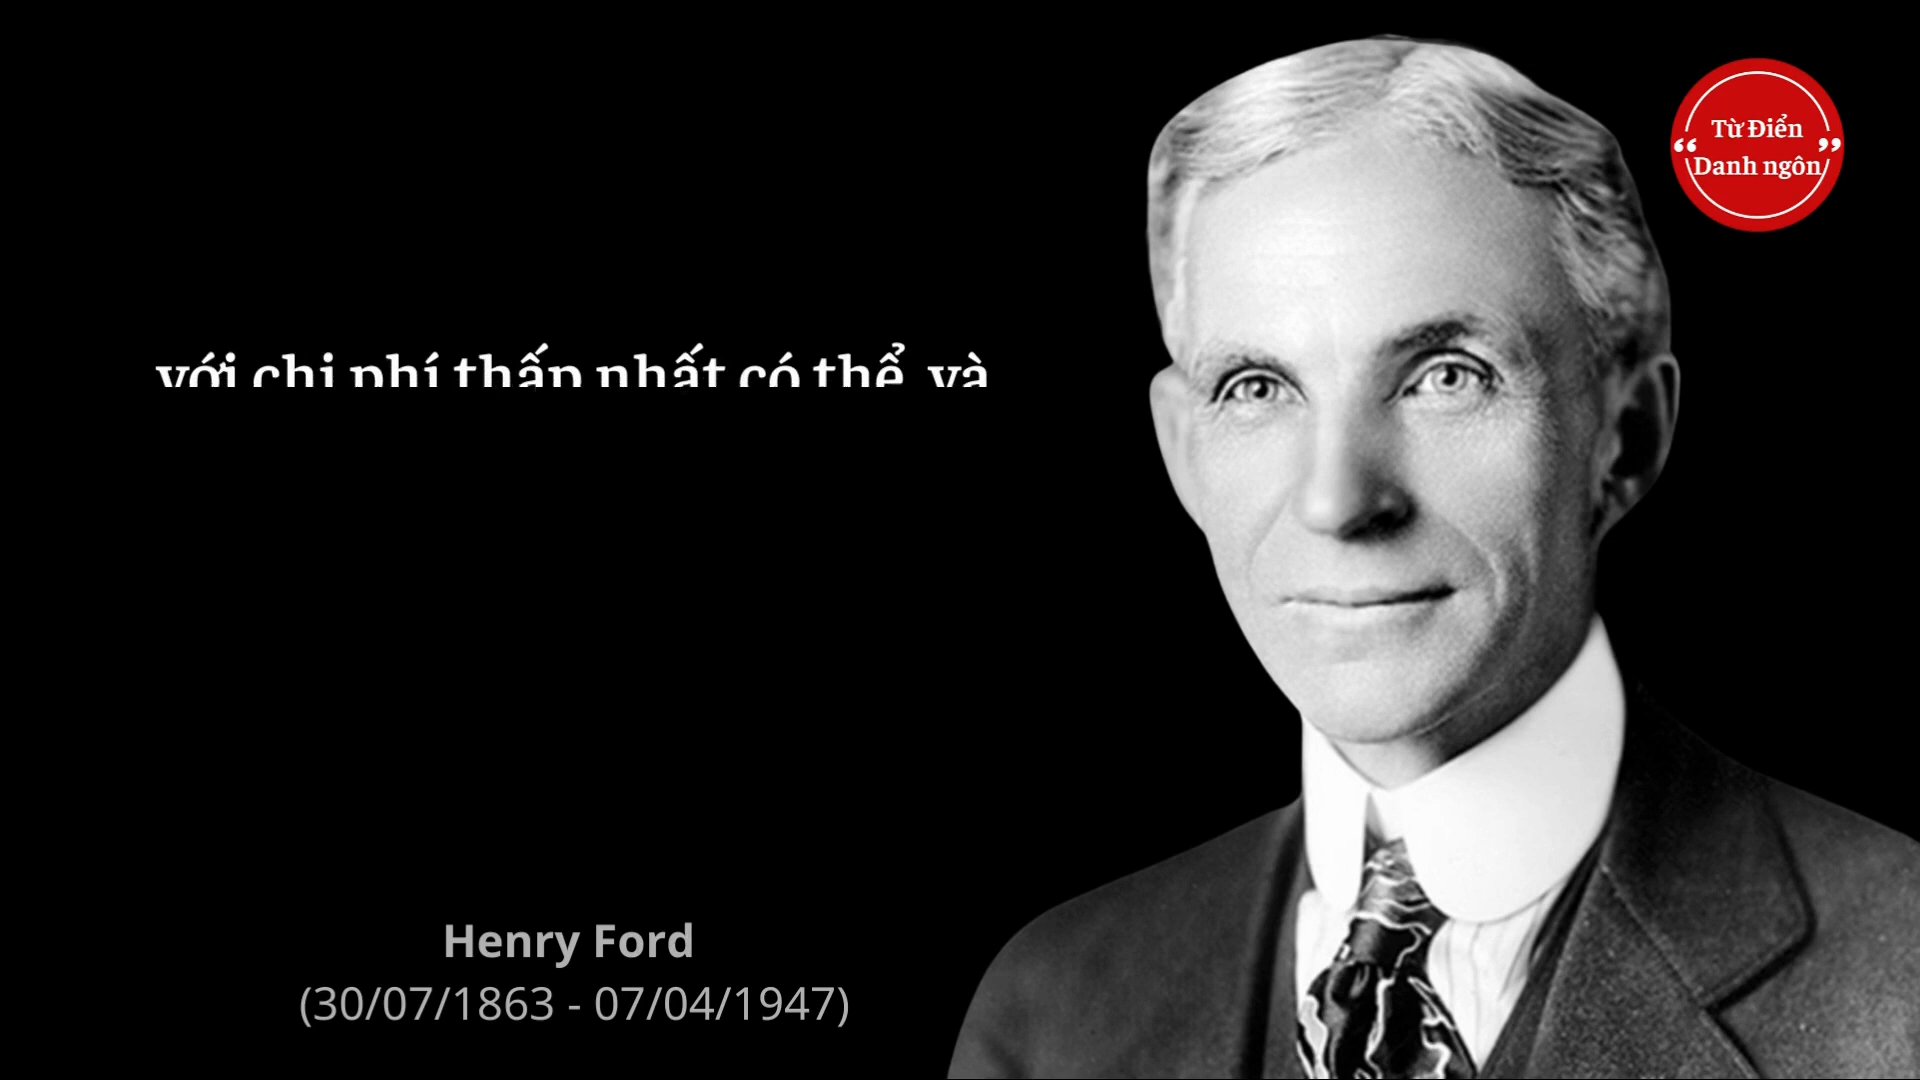 Từ Điển
“Danh ngôn”
với chi phí thấp nhất có thể, và
Henry Ford
(30/07/1863 - 07/04/1947)